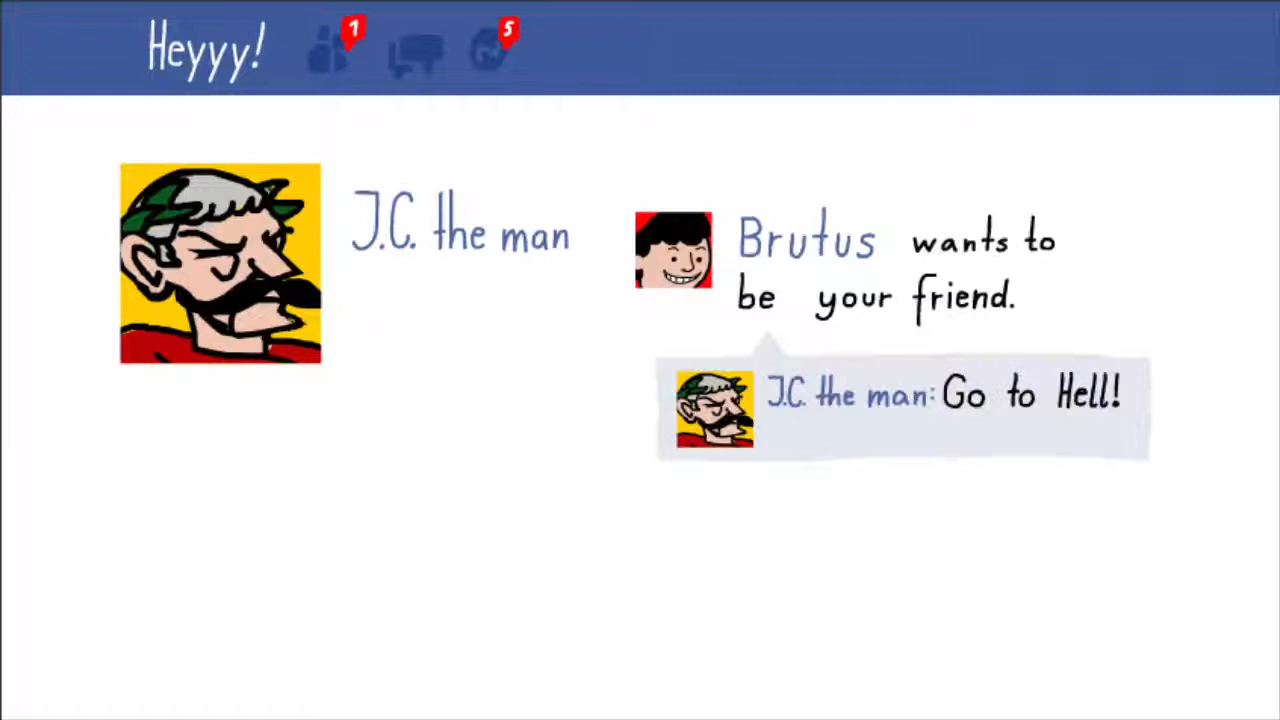 Heyyy!
1
5
J.C. the man
Brutus wants to
be your friend.
J.C. the man: Go to Hell!